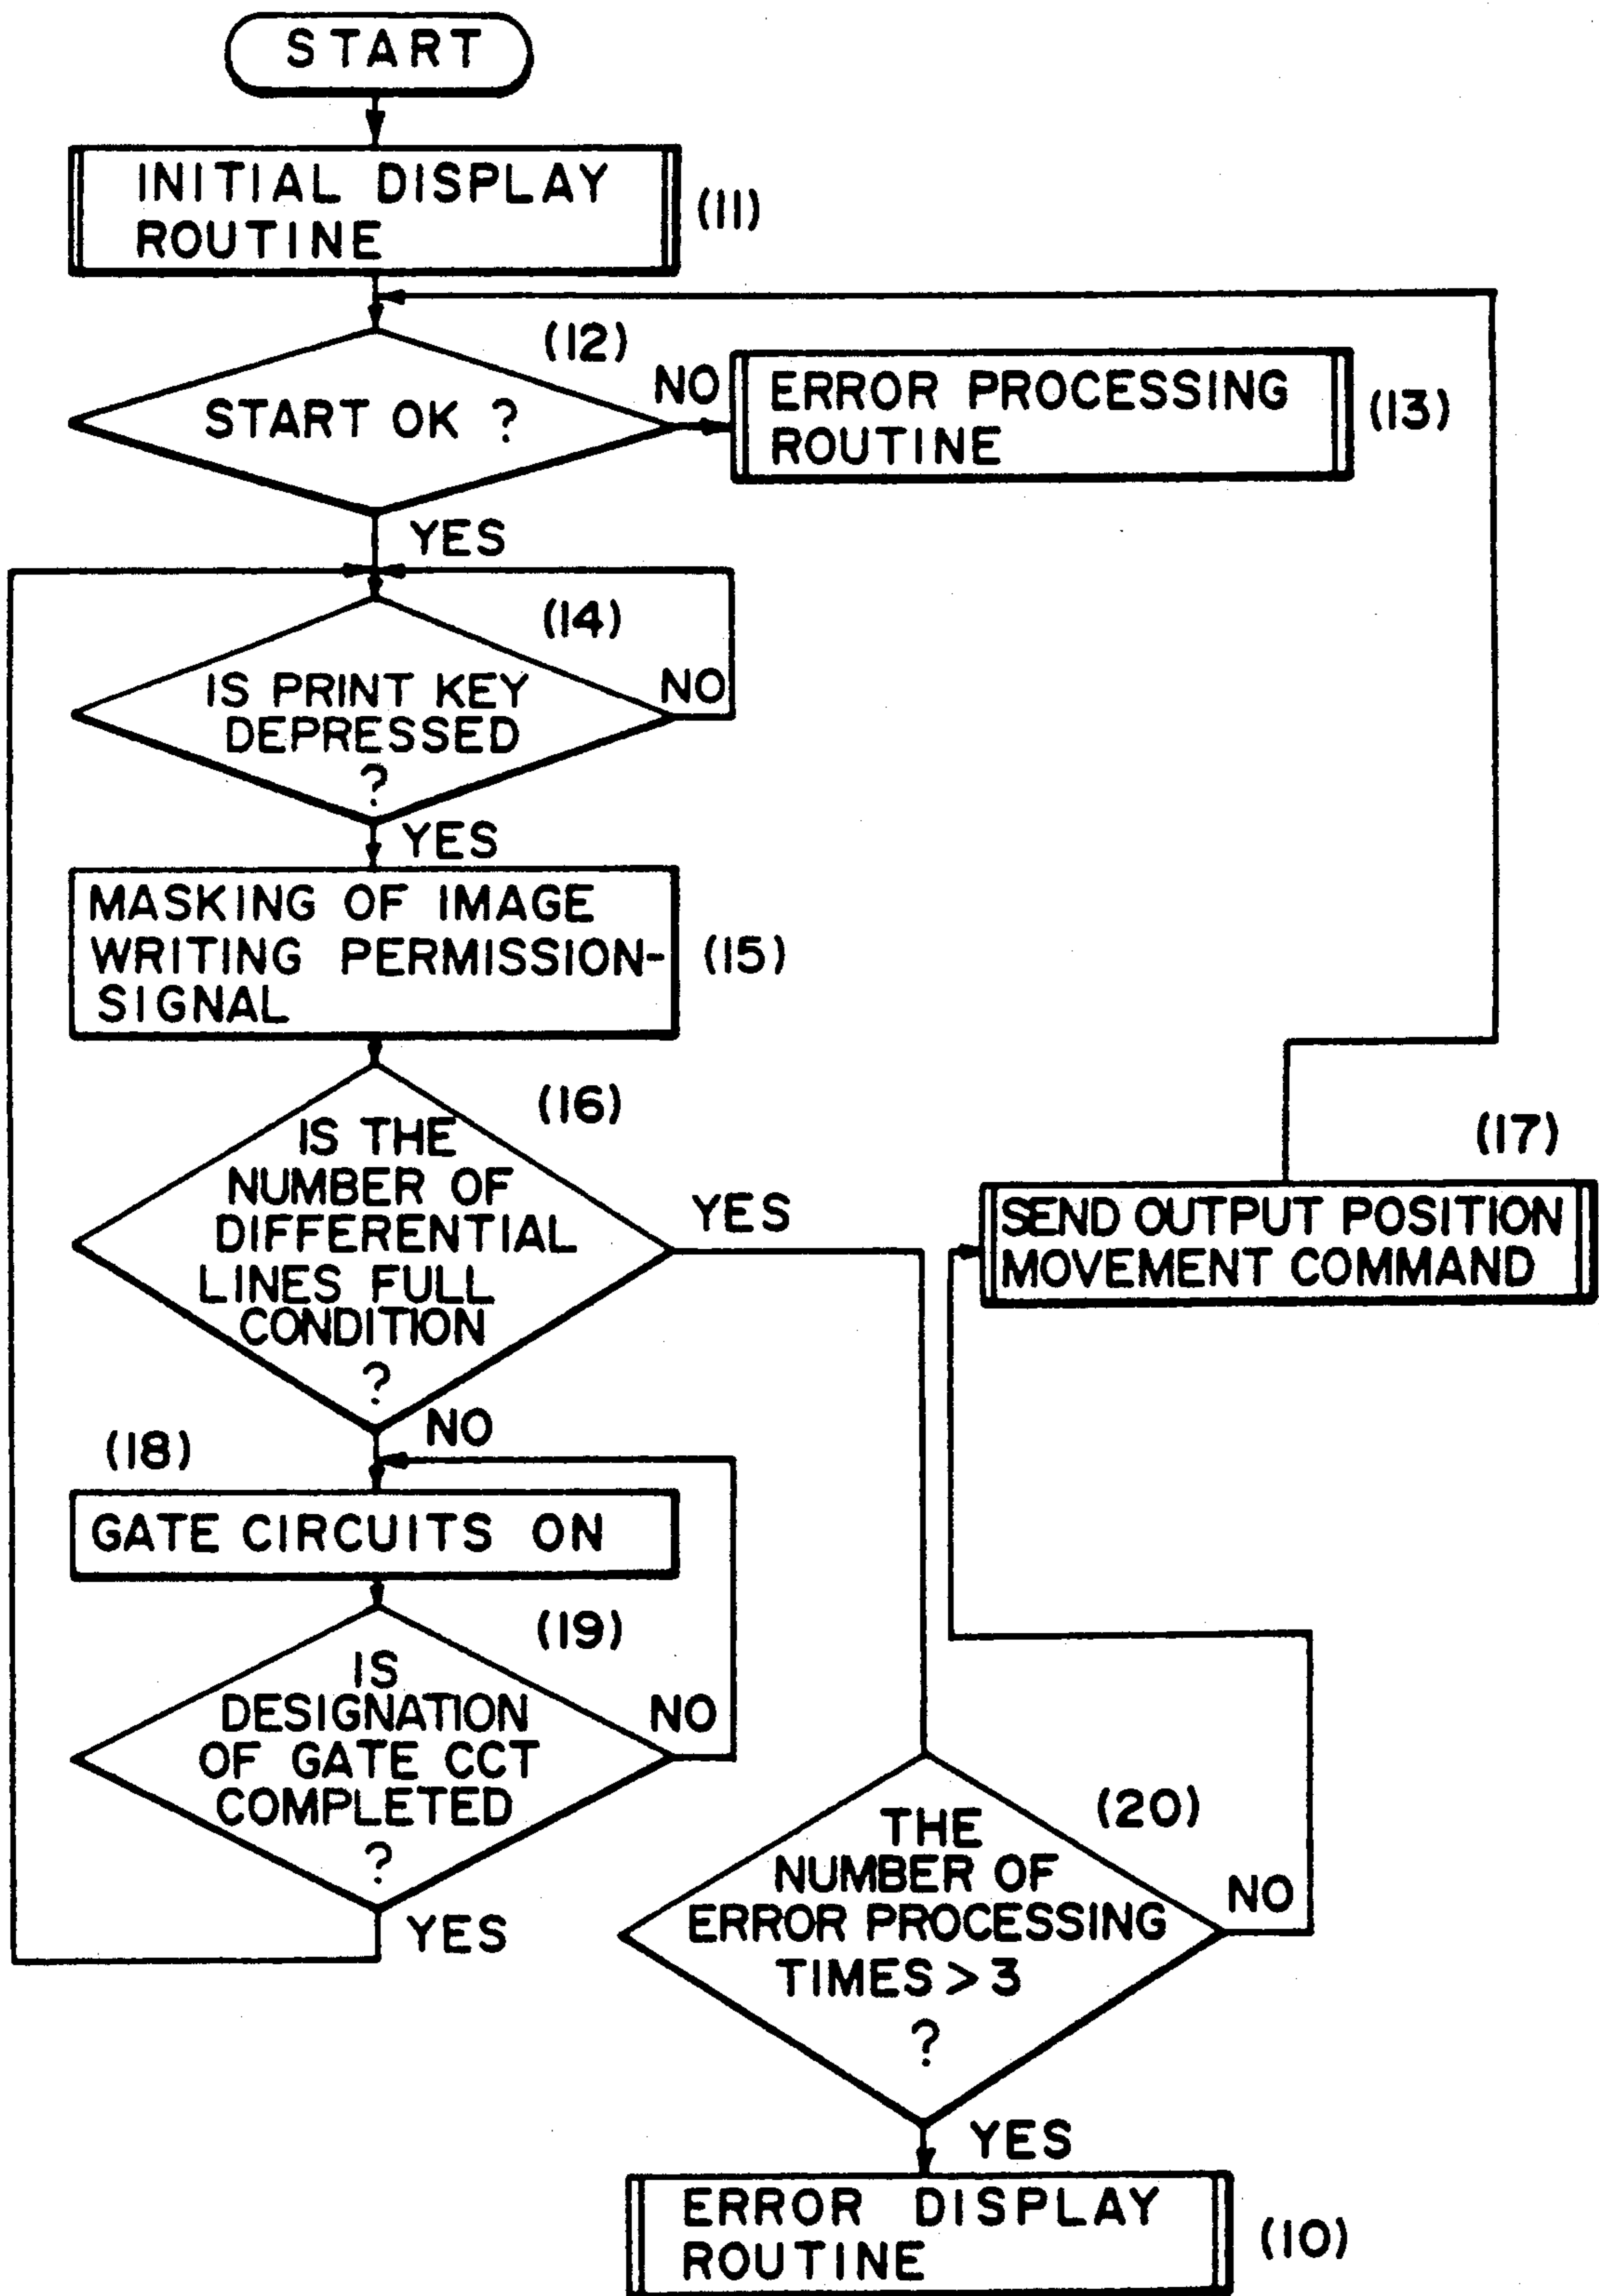 START
INITIAL DISPLAY
ROUTINE
(11)
(12)
START OK ?
NO
ERROR PROCESSING
ROUTINE
(13)
YES
(14)
IS PRINT KEY
DEPRESSED
?
NO
YES
MASKING OF IMAGE
WRITING PERMISSION-
SIGNAL
(15)
(16)
IS THE
NUMBER OF
DIFFERENTIAL
LINES FULL
CONDITION
?
YES
(17)
SEND OUTPUT POSITION
MOVEMENT COMMAND
NO
(18)
GATE CIRCUITS ON
(19)
IS
DESIGNATION
OF GATE CCT
COMPLETED
?
NO
YES
(20)
THE
NUMBER OF
ERROR PROCESSING
TIMES > 3
?
NO
YES
ERROR DISPLAY
ROUTINE
(10)